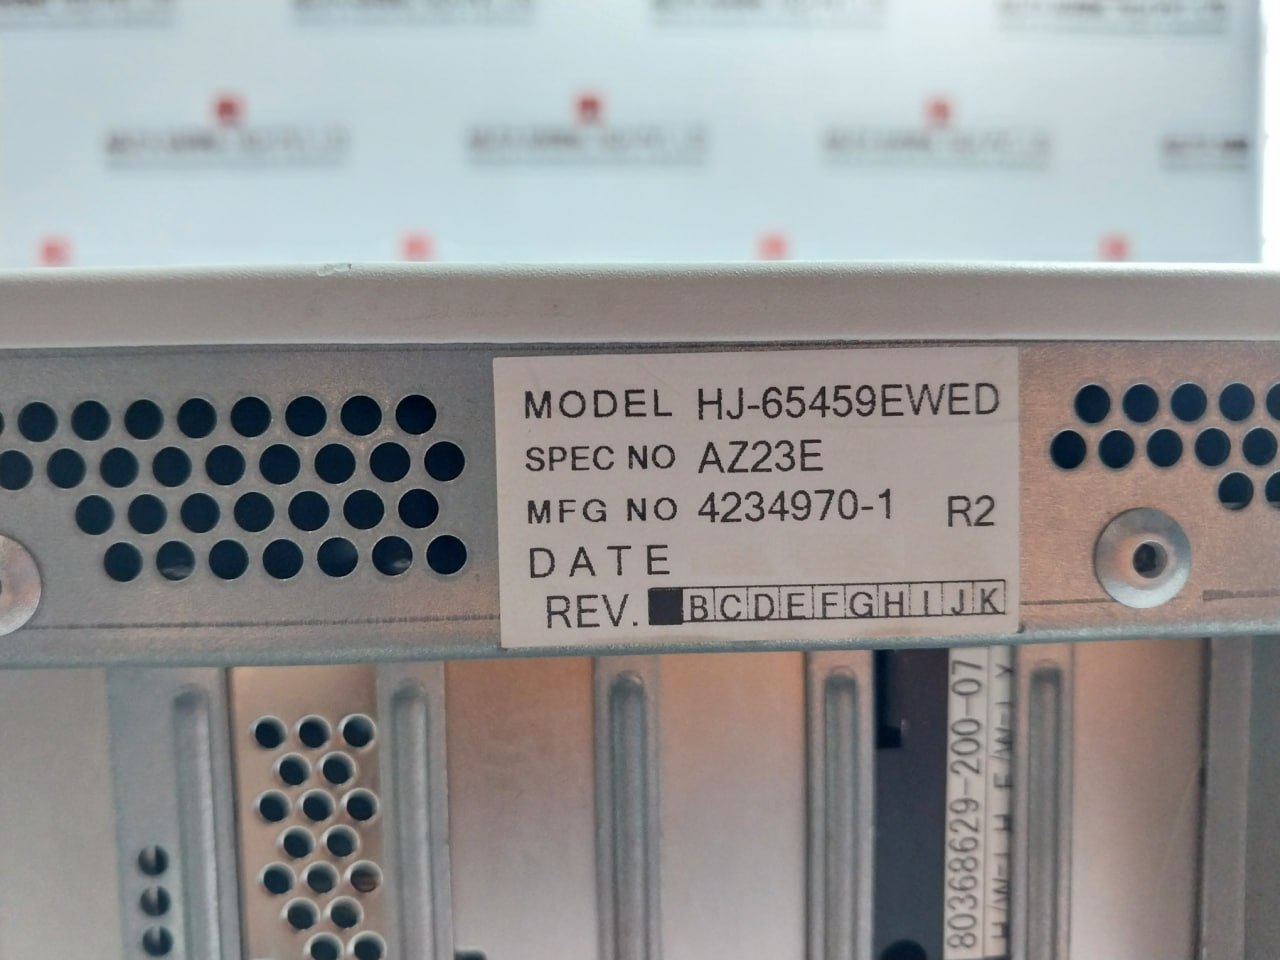 MODEL HJ-65459EWED
SPEC NO AZ23E
MFG NO 4234970-1 R2
DATE
REV. BCDEFGHIJK
80368629-200-07